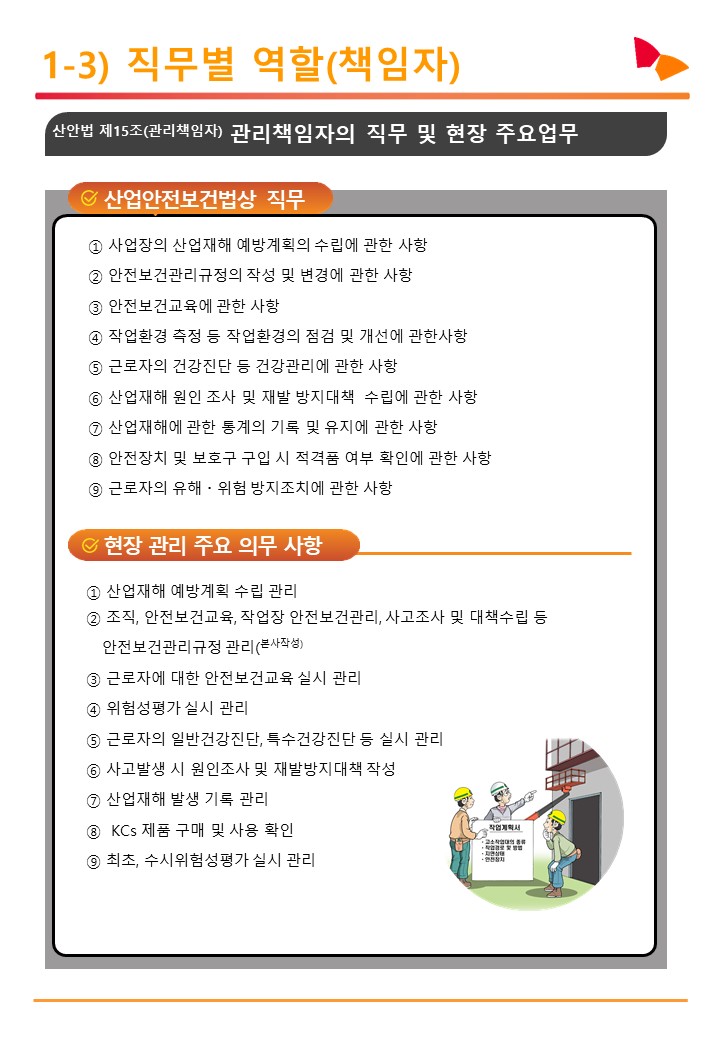 1-3) 직무별 역할(책임자)
산안법 제15조(관리책임자) 관리책임자의 직무 및 현장 주요업무
산업안전보건법상 직무
① 사업장의 산업재해 예방계획의 수립에 관한 사항
② 안전보건관리규정의 작성 및 변경에 관한 사항
③ 안전보건교육에 관한 사항
④ 작업환경 측정 등 작업환경의 점검 및 개선에 관한사항
⑤ 근로자의 건강진단 등 건강관리에 관한 사항
⑥ 산업재해 원인 조사 및 재발 방지대책 수립에 관한 사항
⑦ 산업재해에 관한 통계의 기록 및 유지에 관한 사항
⑧ 안전장치 및 보호구 구입 시 적격품 여부 확인에 관한 사항
⑨ 근로자의 유해・위험 방지조치에 관한 사항
현장 관리 주요 의무 사항
① 산업재해 예방계획 수립 관리
② 조직, 안전보건교육, 작업장 안전보건관리, 사고조사 및 대책수립 등
안전보건관리규정 관리(본사작성)
③ 근로자에 대한 안전보건교육 실시 관리
④ 위험성평가 실시 관리
⑤ 근로자의 일반건강진단, 특수건강진단 등 실시 관리
⑥ 사고발생 시 원인조사 및 재발방지대책 작성
⑦ 산업재해 발생 기록 관리
⑧ KCs 제품 구매 및 사용 확인
⑨ 최초, 수시위험성평가 실시 관리
작업계획서
• 고소작업대의 종류
• 작업경로 및 방법
• 지면상태
• 안전장치